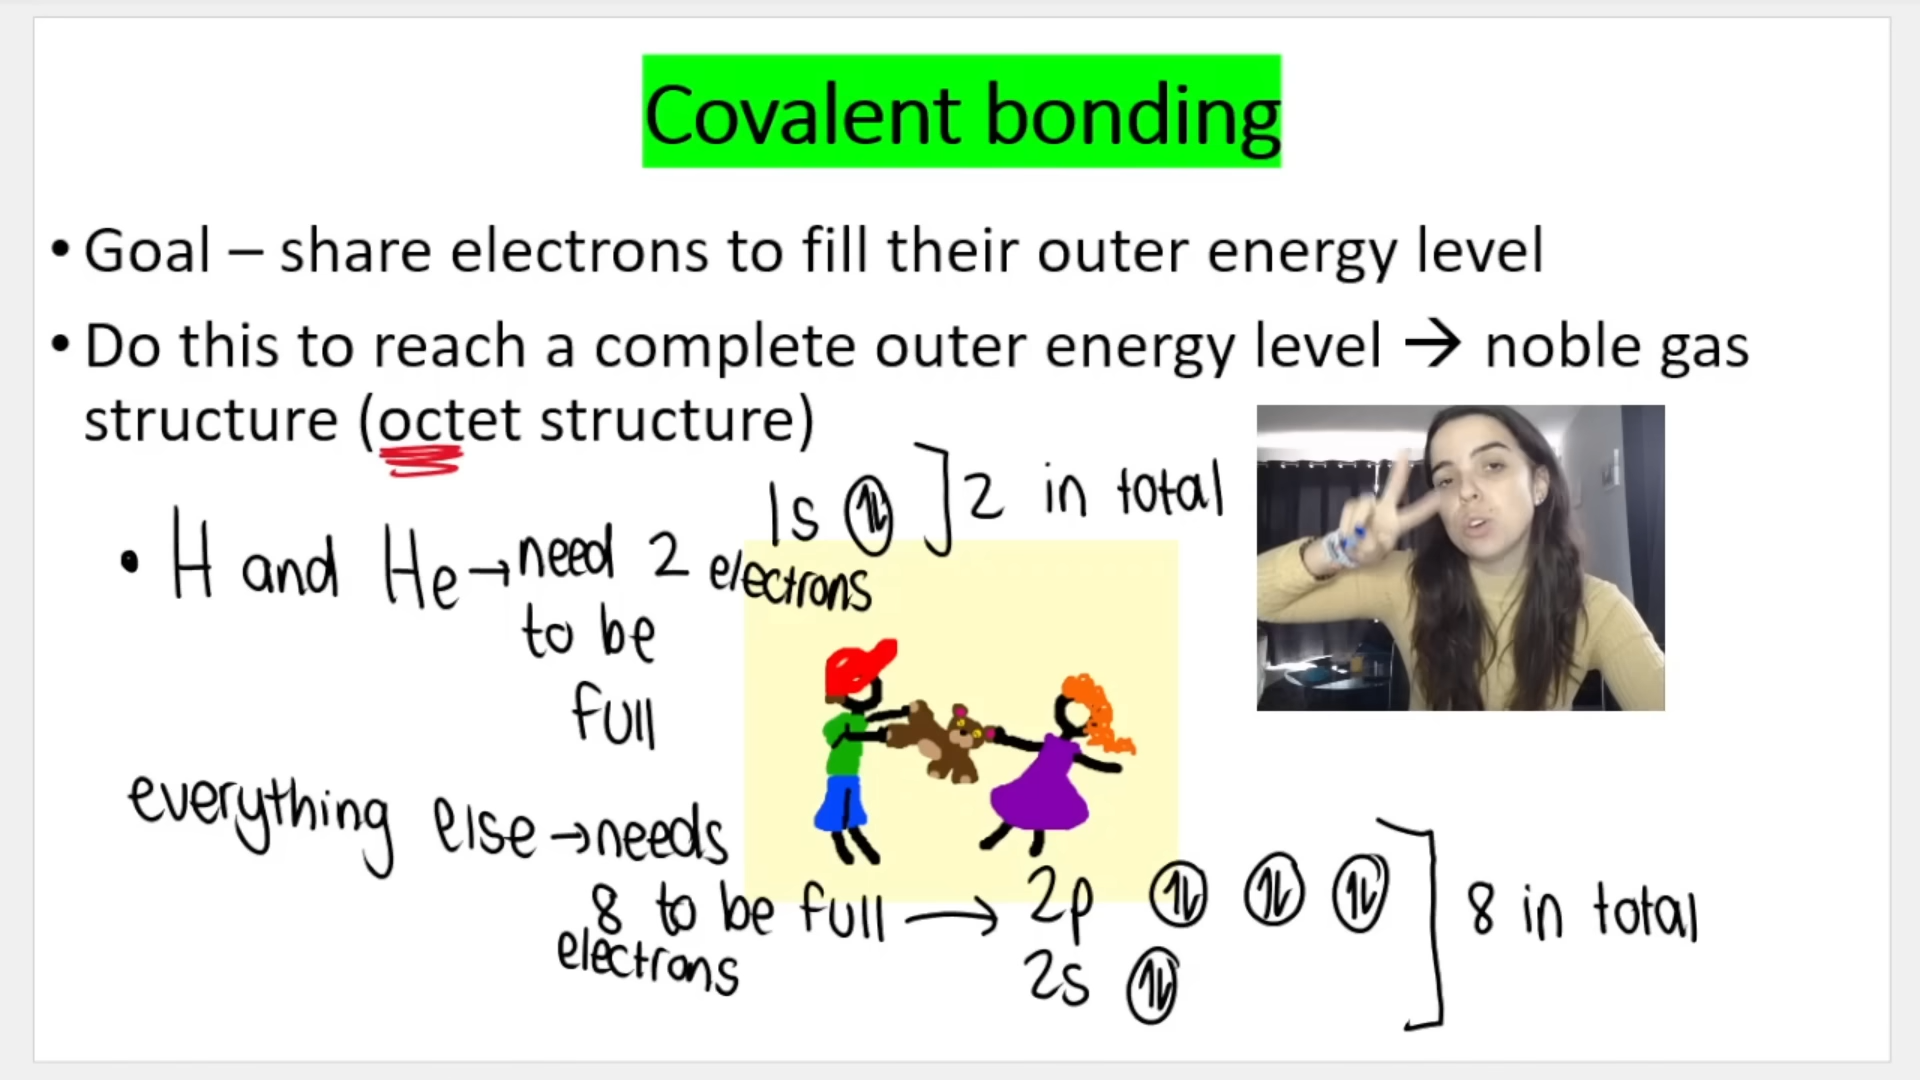 Covalent bonding
• Goal – share electrons to fill their outer energy level
• Do this to reach a complete outer energy level → noble gas
structure (octet structure)
1s ⇅ ] 2 in total
• H and He → need 2 electrons
to be
full
everything else → needs
8 to be full → 2p ⇅ ⇅ ⇅ ] 8 in total
electrons
2s ⇅